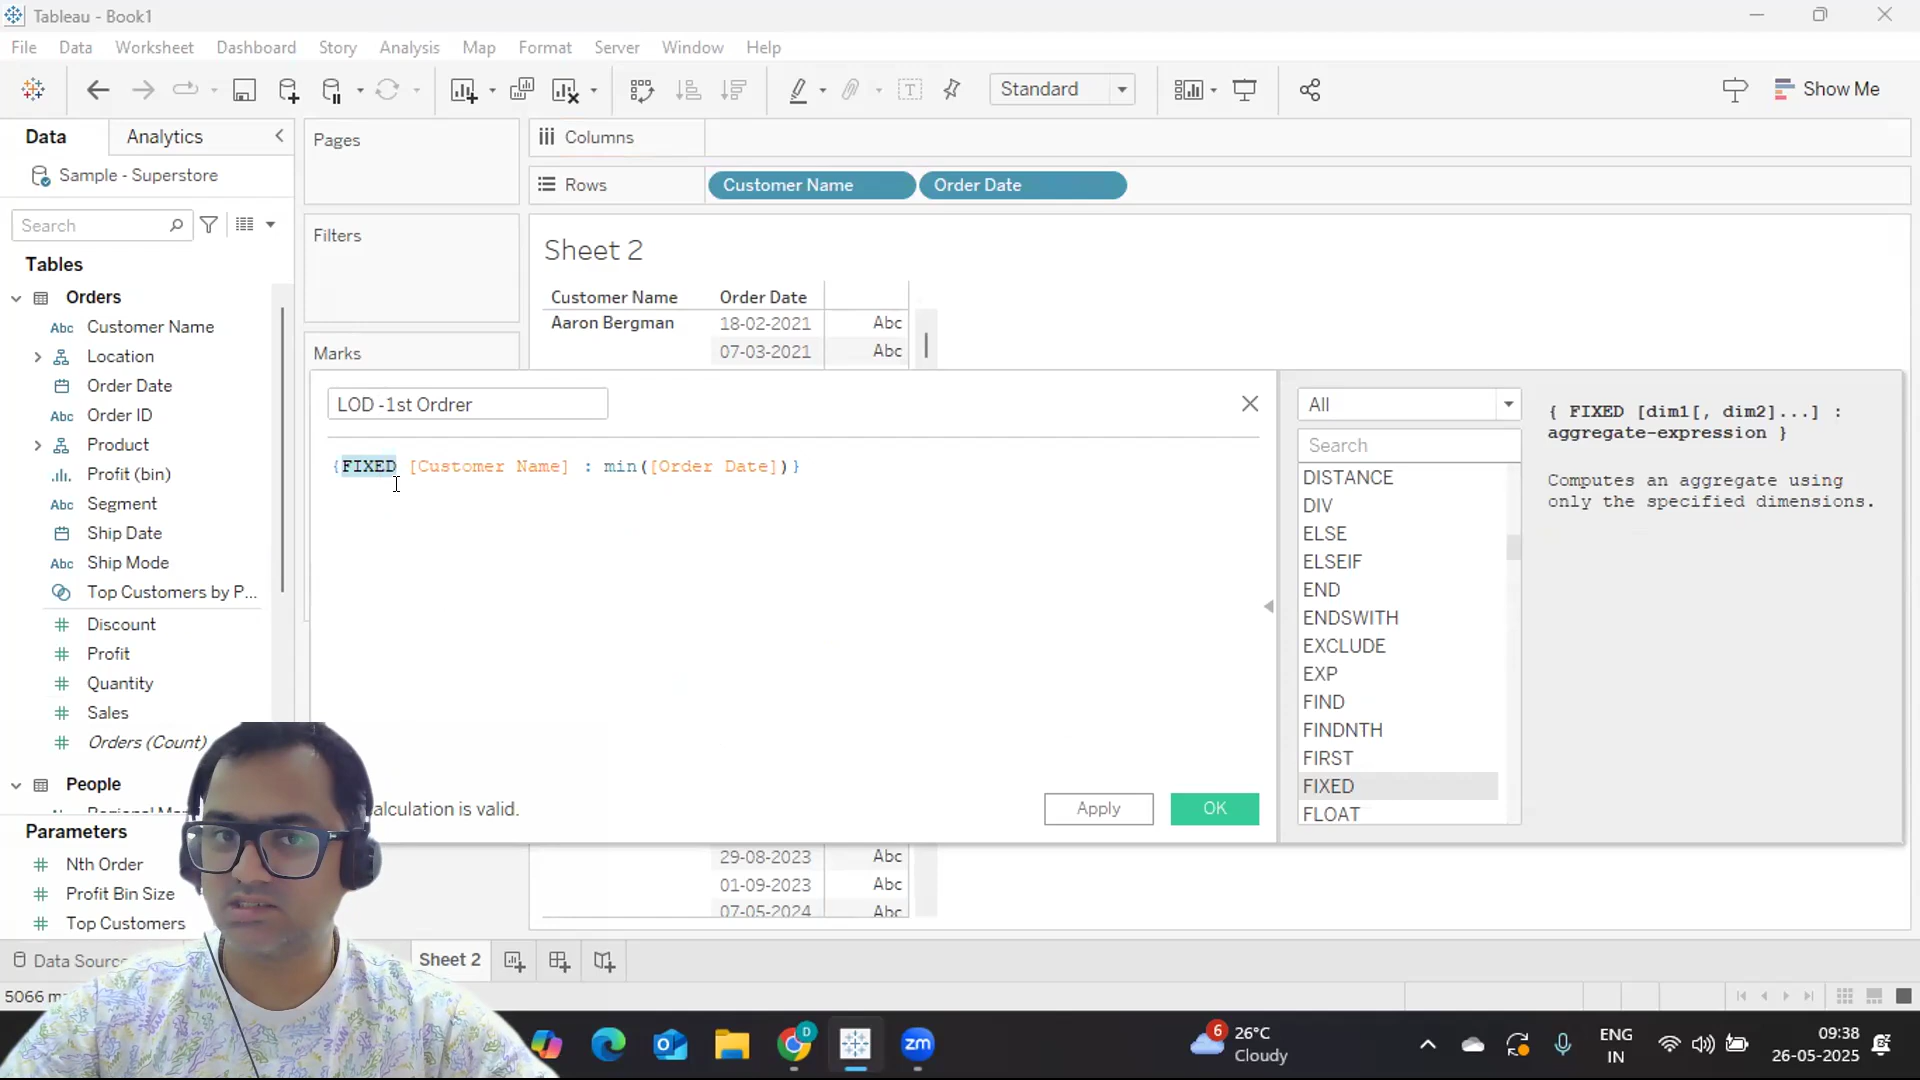 Tableau - Book1
File Data Worksheet Dashboard Story Analysis Map Format Server Window Help
Standard
Show Me
Data Analytics
Sample - Superstore
Search
Tables
Orders
Abc Customer Name
Location
Order Date
Abc Order ID
Product
Profit (bin)
Abc Segment
Ship Date
Abc Ship Mode
Top Customers by P...
Discount
Profit
Quantity
Sales
Orders (Count)
People
Parameters
Nth Order
Profit Bin Size
Top Customers
Pages
Filters
Marks
Columns
Rows Customer Name Order Date
Sheet 2
Customer Name Order Date
Aaron Bergman 18-02-2021 Abc
07-03-2021 Abc
LOD -1st Ordrer
{FIXED [Customer Name] : min([Order Date])}
alculation is valid.
Apply OK
All
Search
DISTANCE
DIV
ELSE
ELSEIF
END
ENDSWITH
EXCLUDE
EXP
FIND
FINDNTH
FIRST
FIXED
FLOAT
{ FIXED [dim1[, dim2]...] :
aggregate-expression }
Computes an aggregate using
only the specified dimensions.
29-08-2023 Abc
01-09-2023 Abc
07-05-2024 Abc
Data Sourc
Sheet 2
5066 m
zm
6
26°C
Cloudy
ENG
IN
09:38
26-05-2025